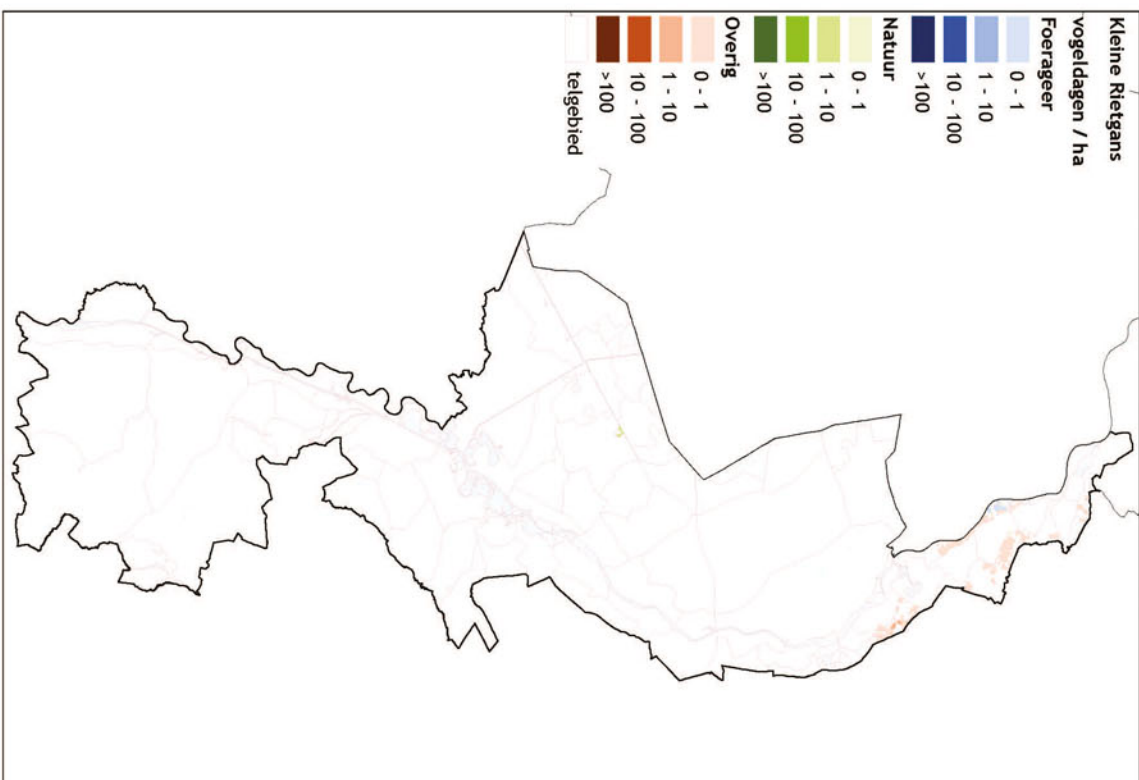 Kleine Rietgans
vogeldagen / ha
Foerageer
0 - 1
1 - 10
10 - 100
>100
Natuur
0 - 1
1 - 10
10 - 100
>100
Overig
0 - 1
1 - 10
10 - 100
>100
telgebied